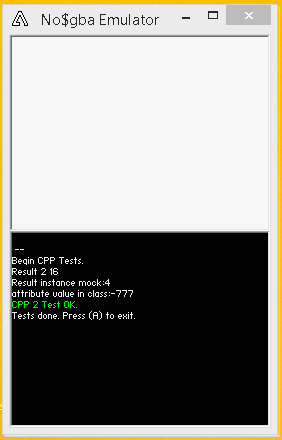 No$gba Emulator
--
Begin CPP Tests.
Result 2 16
Result instance mock:4
attribute value in class:-777
CPP 2 Test OK.
Tests done. Press (A) to exit.